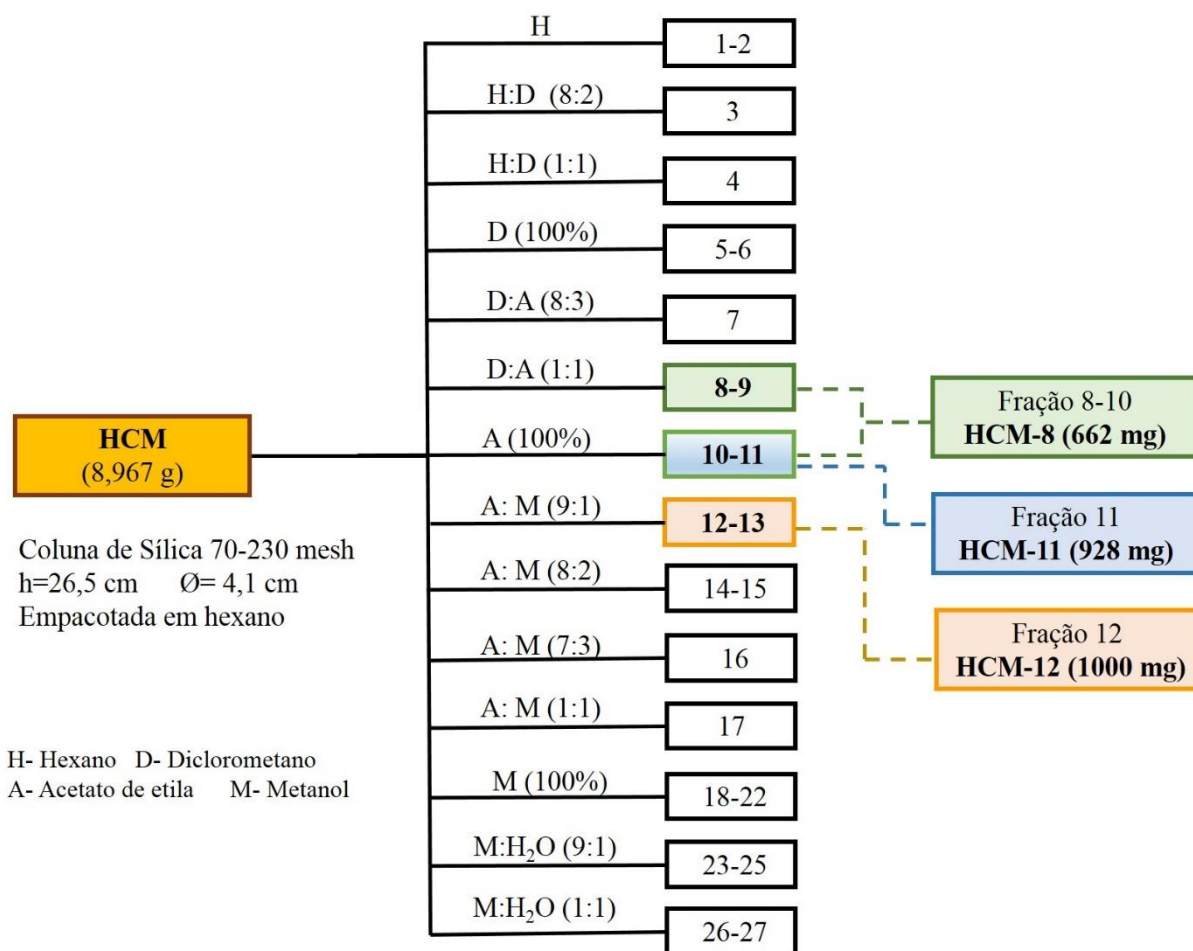 H
1-2
H:D (8:2)
3
H:D (1:1)
4
D (100%)
5-6
D:A (8:3)
7
D:A (1:1)
8-9
A (100%)
10-11
A: M (9:1)
12-13
A: M (8:2)
14-15
A: M (7:3)
16
A: M (1:1)
17
M (100%)
18-22
M:H₂O (9:1)
23-25
M:H₂O (1:1)
26-27
HCM
(8,967 g)
Coluna de Sílica 70-230 mesh
h=26,5 cm Ø= 4,1 cm
Empacotada em hexano
H- Hexano D- Diclorometano
A- Acetato de etila M- Metanol
Fração 8-10
HCM-8 (662 mg)
Fração 11
HCM-11 (928 mg)
Fração 12
HCM-12 (1000 mg)